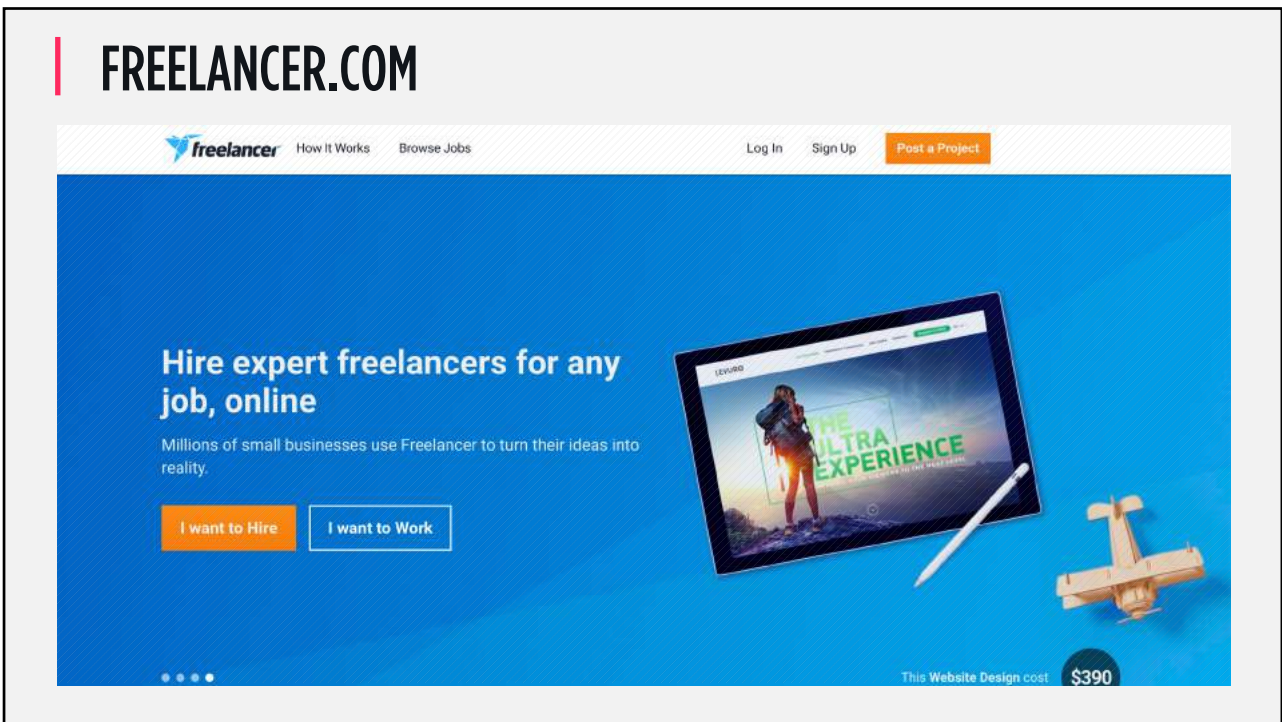 FREELANCER.COM
freelancer How It Works Browse Jobs Log In Sign Up Post a Project
Hire expert freelancers for any
job, online
Millions of small businesses use Freelancer to turn their ideas into
reality.
I want to Hire I want to Work
LEVURO
THE
ULTRA
EXPERIENCE
This Website Design cost $390